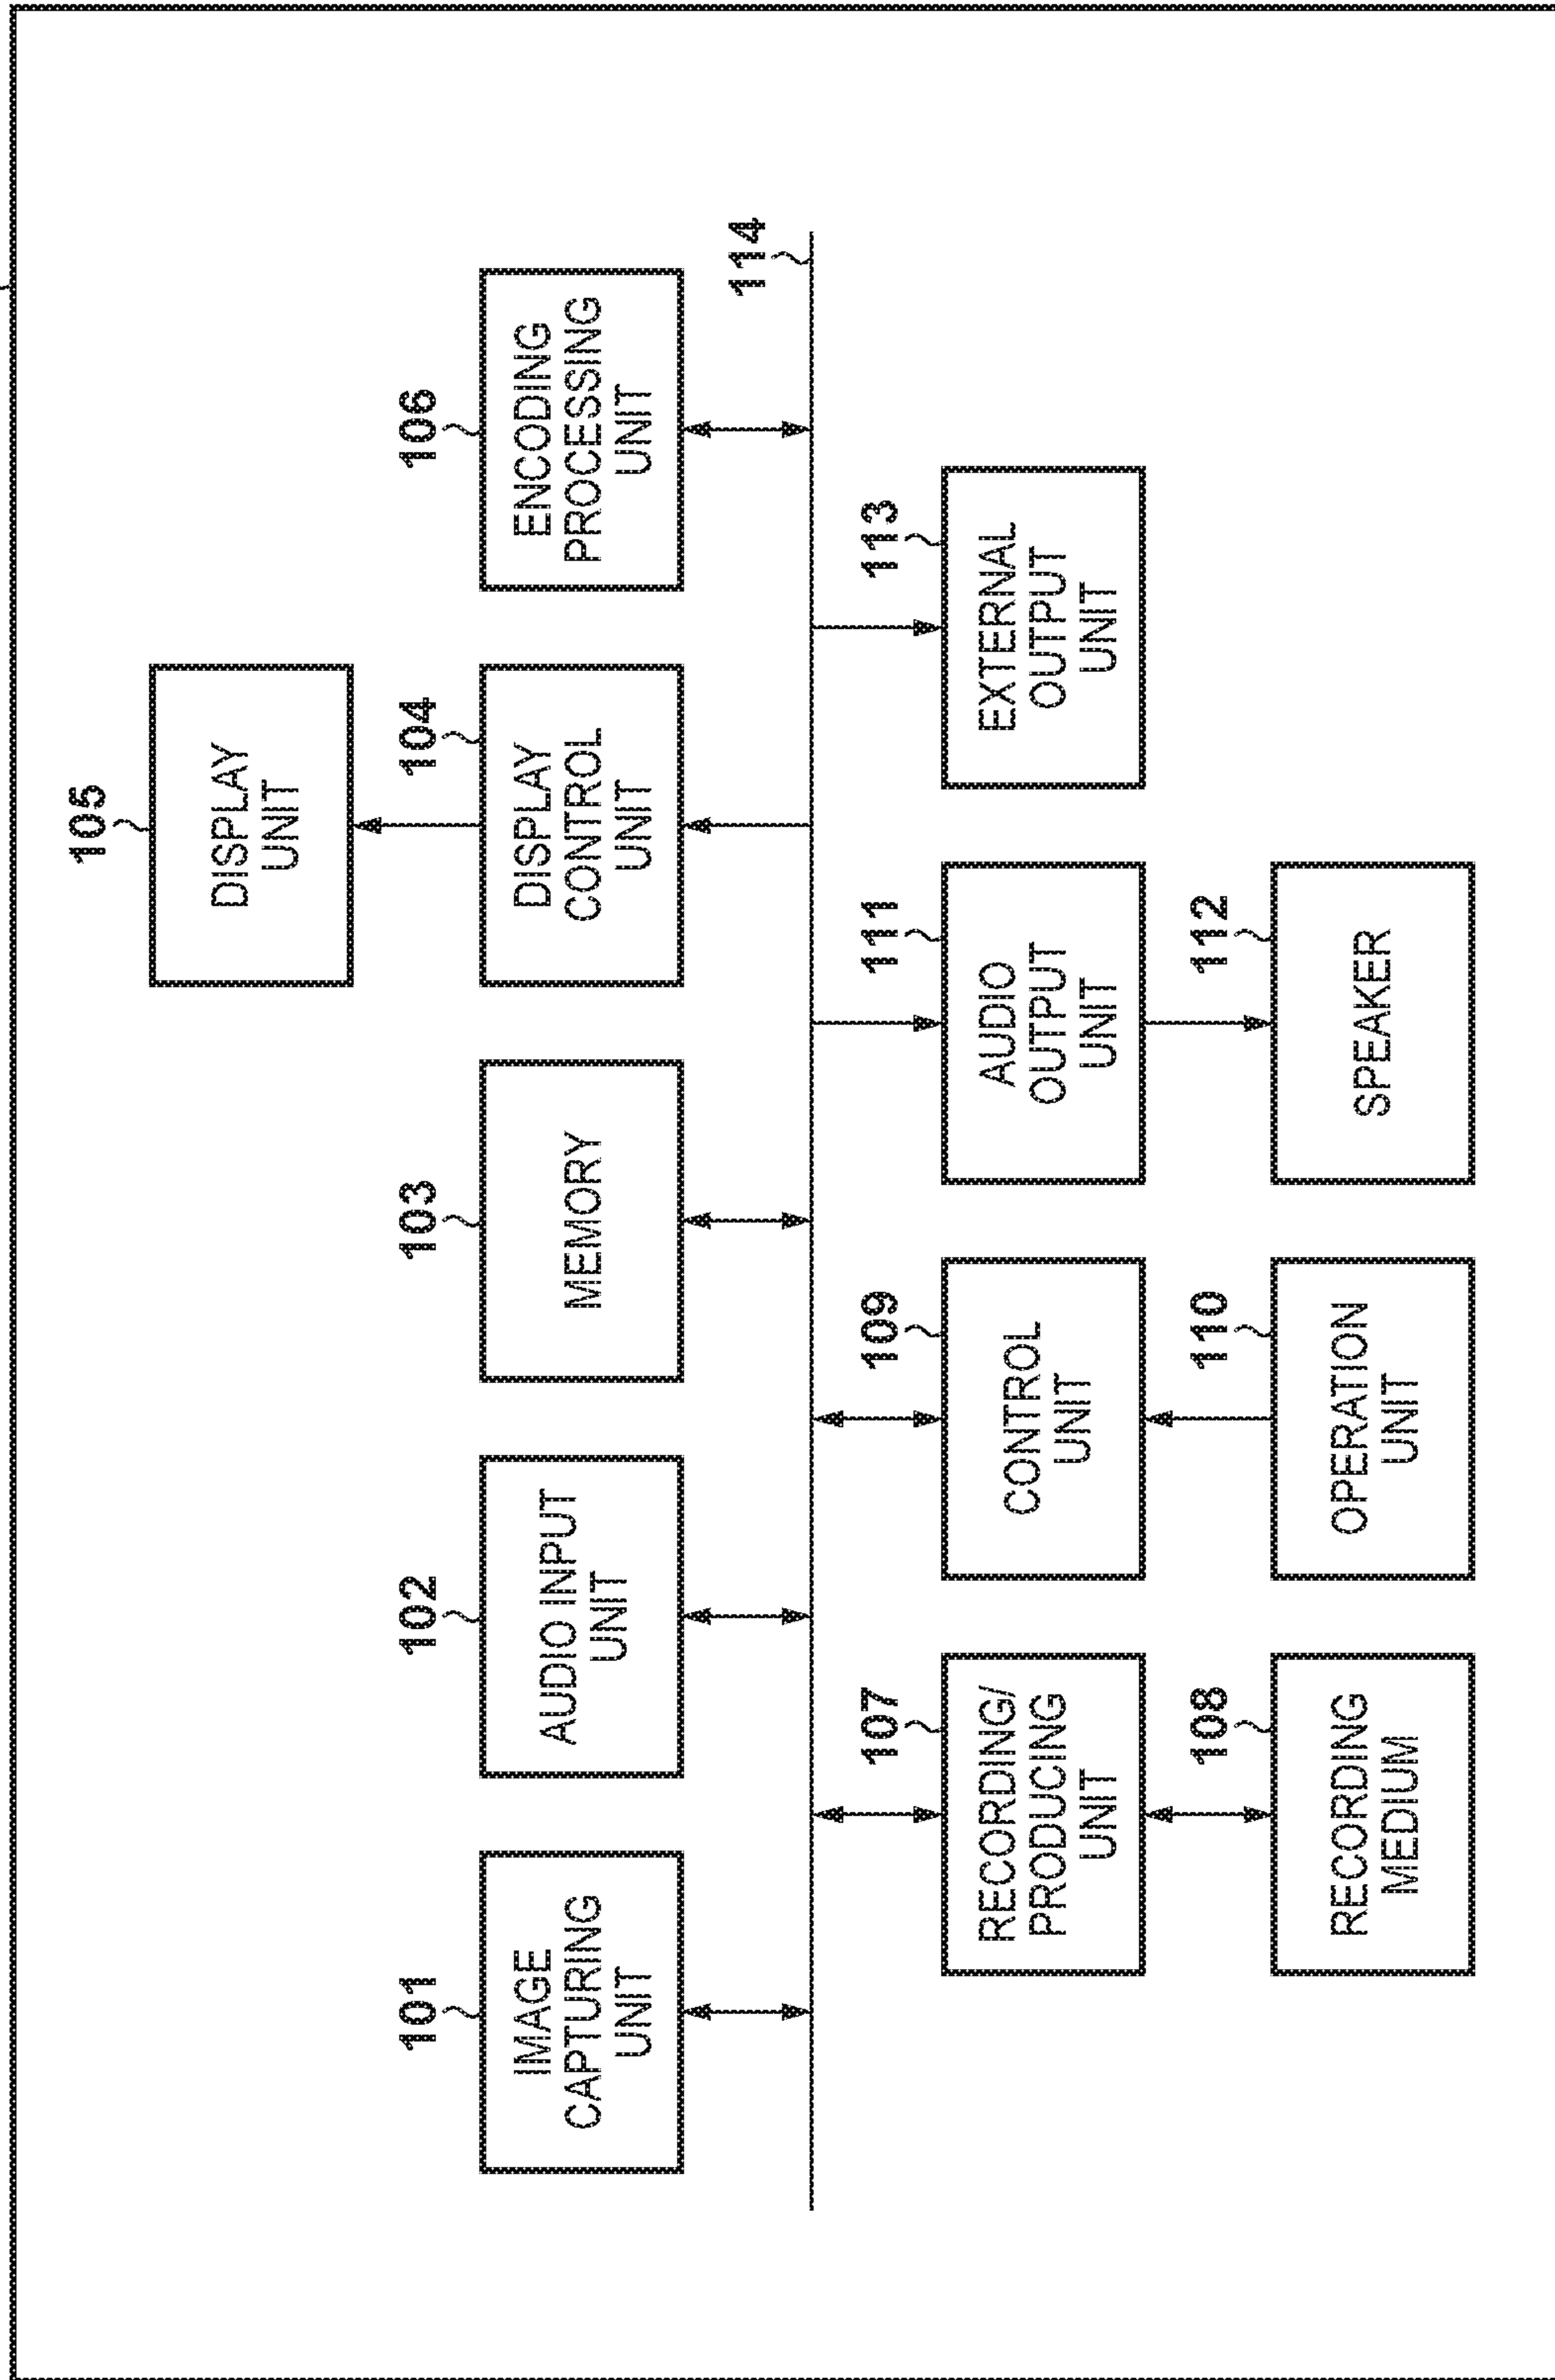 105
DISPLAY
UNIT
101
IMAGE
CAPTURING
UNIT
102
AUDIO INPUT
UNIT
103
MEMORY
104
DISPLAY
CONTROL
UNIT
106
ENCODING
PROCESSING
UNIT
114
107
RECORDING/
PRODUCING
UNIT
109
CONTROL
UNIT
111
AUDIO
OUTPUT
UNIT
113
EXTERNAL
OUTPUT
UNIT
108
RECORDING
MEDIUM
110
OPERATION
UNIT
112
SPEAKER